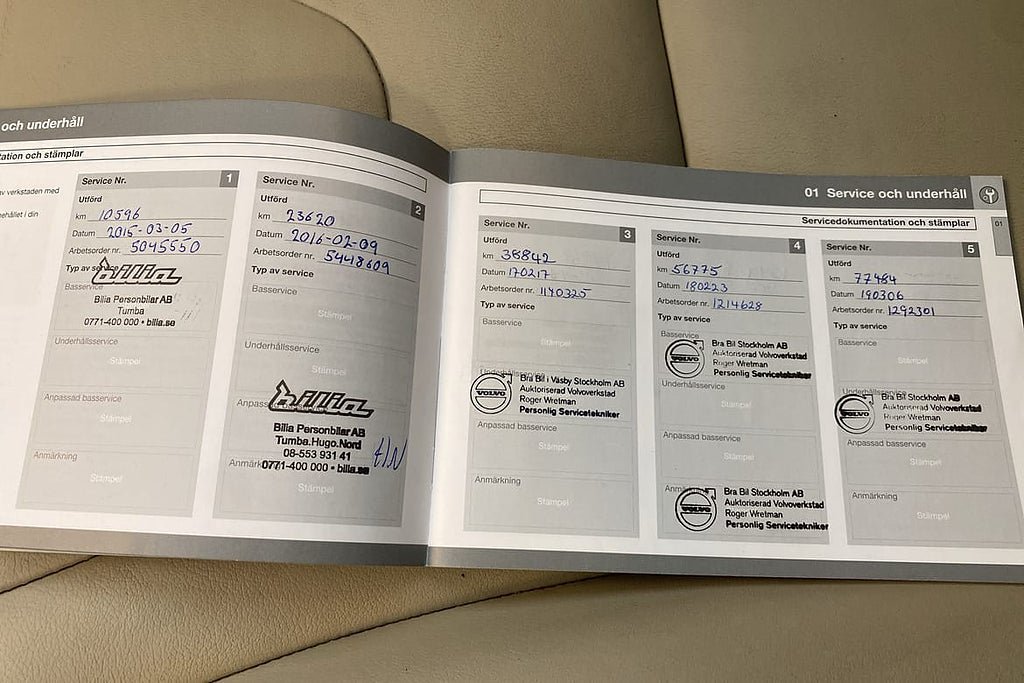 och underhåll
tation och stämplar
av verkstaden med
nehållet i din
Service Nr. 1
Utförd
km 10596
Datum 2015-03-05
Arbetsorder nr. 5045550
Typ av se
bilia
Basservice
Bilia Personbilar AB
Tumba
0771-400 000 • bilia.se
Underhållsservice
Stämpel
Anpassad basservice
Stämpel
Anmärkning
Stämpel
Service Nr. 2
Utförd
km 23620
Datum 2016-02-09
Arbetsorder nr. 5448609
Typ av service
Basservice
Stämpel
Underhållsservice
Stämpel
Anpass
bilia
Bilia Personbilar AB
Tumba.Hugo.Nord
08-553 931 41
Anmärk 0771-400 000 • bilia.se
Stämpel
01 Service och underhåll
Servicedokumentation och stämplar
01
Service Nr. 3
Utförd
km 38842
Datum 170217
Arbetsorder nr. 1140325
Typ av service
Basservice
Stämpel
Underhållsservice
VOLVO
Bra Bil i Väsby Stockholm AB
Auktoriserad Volvoverkstad
Roger Wretman
Personlig Servicetekniker
Anpassad basservice
Stämpel
Anmärkning
Stämpel
Service Nr. 4
Utförd
km 56775
Datum 180223
Arbetsorder nr. 1214628
Typ av service
Basservice
VOLVO
Bra Bil Stockholm AB
Auktoriserad Volvoverkstad
Roger Wretman
Personlig Servicetekniker
Underhållsservice
Stämpel
Anpassad basservice
Stämpel
Anmärk
VOLVO
Bra Bil Stockholm AB
Auktoriserad Volvoverkstad
Roger Wretman
Personlig Servicetekniker
Service Nr. 5
Utförd
km 77484
Datum 190306
Arbetsorder nr. 1292301
Typ av service
Basservice
Stämpel
Underhållsservice
VOLVO
Bra Bil Stockholm AB
Auktoriserad Volvoverkstad
Roger Wretman
Personlig Servicetekniker
Anpassad basservice
Stämpel
Anmärkning
Stämpel